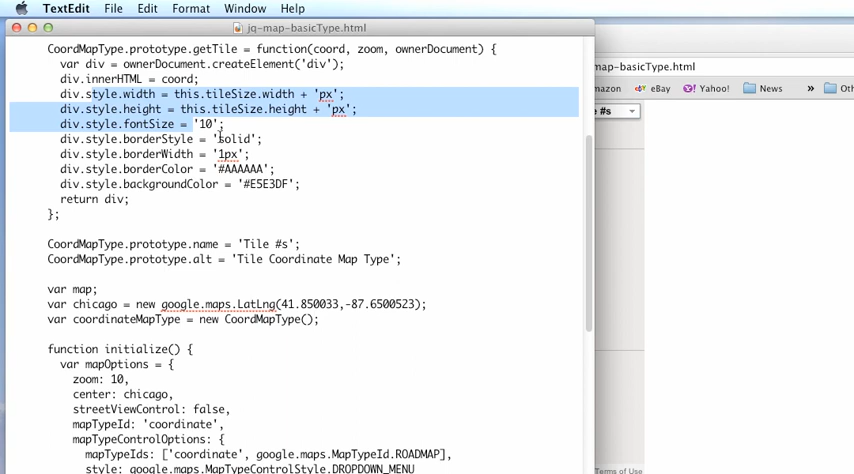 TextEdit File Edit Format Window Help
jq-map-basicType.html
CoordMapType.prototype.getTile = function(coord, zoom, ownerDocument) {
var div = ownerDocument.createElement('div');
div.innerHTML = coord;
div.style.width = this.tileSize.width + 'px';
div.style.height = this.tileSize.height + 'px';
div.style.fontSize = '10';
div.style.borderStyle = 'solid';
div.style.borderWidth = '1px';
div.style.borderColor = '#AAAAAA';
div.style.backgroundColor = '#E5E3DF';
return div;
};
CoordMapType.prototype.name = 'Tile #s';
CoordMapType.prototype.alt = 'Tile Coordinate Map Type';
var map;
var chicago = new google.maps.LatLng(41.850033,-87.6500523);
var coordinateMapType = new CoordMapType();
function initialize() {
var mapOptions = {
zoom: 10,
center: chicago,
streetViewControl: false,
mapTypeId: 'coordinate',
mapTypeControlOptions: {
mapTypeIds: ['coordinate', google.maps.MapTypeId.ROADMAP],
style: google.maps.MapTypeControlStyle.DROPDOWN_MENU
map-basicType.html
mazon eBay Yahoo! News »
e #s
Terms of Use